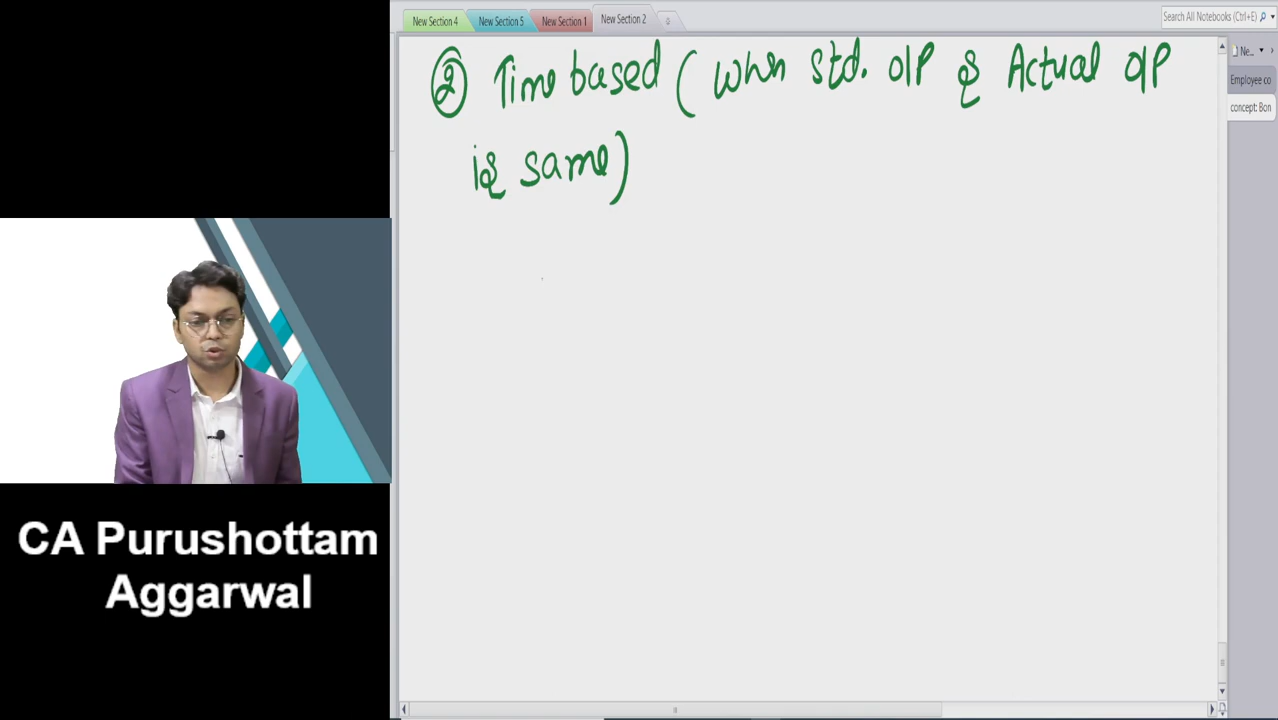 New Section 4
New Section 5
New Section 1
New Section 2
Search All Notebooks (Ctrl+E)
Ne...
Employee co
concept: Bon
② Time based ( when std. o/p & Actual o/p
is same)
CA Purushottam
Aggarwal